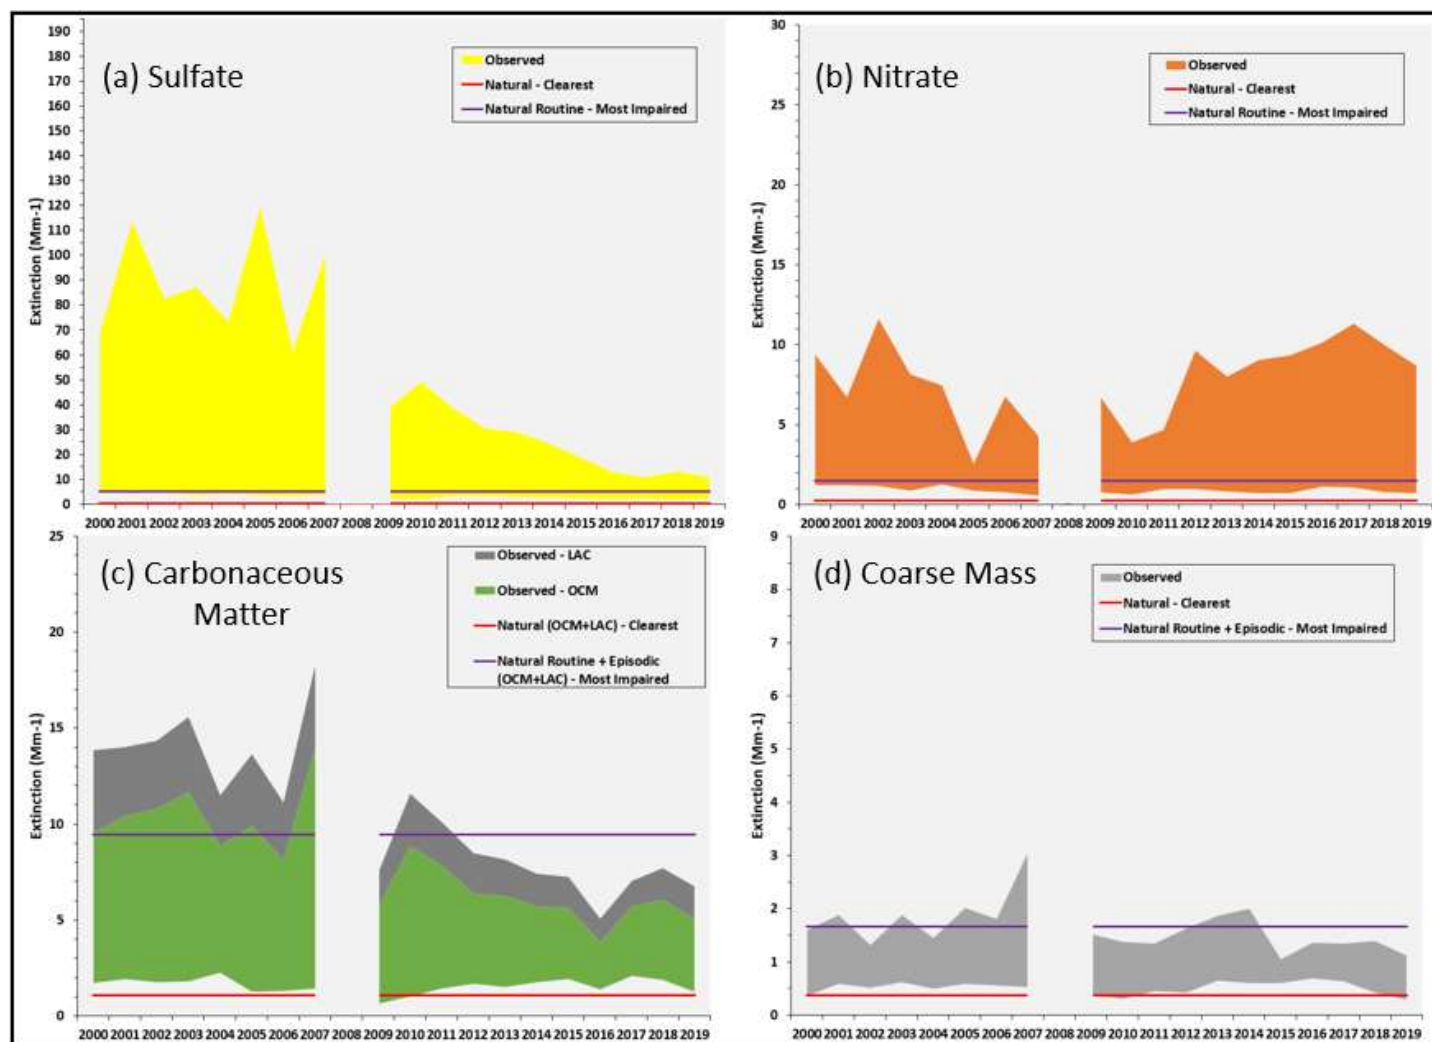 (a) Sulfate
Observed
Natural - Clearest
Natural Routine - Most Impaired
Extinction (Mm-1)
190
180
170
160
150
140
130
120
110
100
90
80
70
60
50
40
30
20
10
0
2000 2001 2002 2003 2004 2005 2006 2007 2008 2009 2010 2011 2012 2013 2014 2015 2016 2017 2018 2019
(b) Nitrate
Observed
Natural - Clearest
Natural Routine - Most Impaired
Extinction (Mm-1)
30
25
20
15
10
5
0
2000 2001 2002 2003 2004 2005 2006 2007 2008 2009 2010 2011 2012 2013 2014 2015 2016 2017 2018 2019
(c) Carbonaceous
Matter
Observed - LAC
Observed - OCM
Natural (OCM+LAC) - Clearest
Natural Routine + Episodic
(OCM+LAC) - Most Impaired
Extinction (Mm-1)
25
20
15
10
5
0
2000 2001 2002 2003 2004 2005 2006 2007 2008 2009 2010 2011 2012 2013 2014 2015 2016 2017 2018 2019
(d) Coarse Mass
Observed
Natural - Clearest
Natural Routine + Episodic - Most Impaired
Extinction (Mm-1)
9
8
7
6
5
4
3
2
1
0
2000 2001 2002 2003 2004 2005 2006 2007 2008 2009 2010 2011 2012 2013 2014 2015 2016 2017 2018 2019